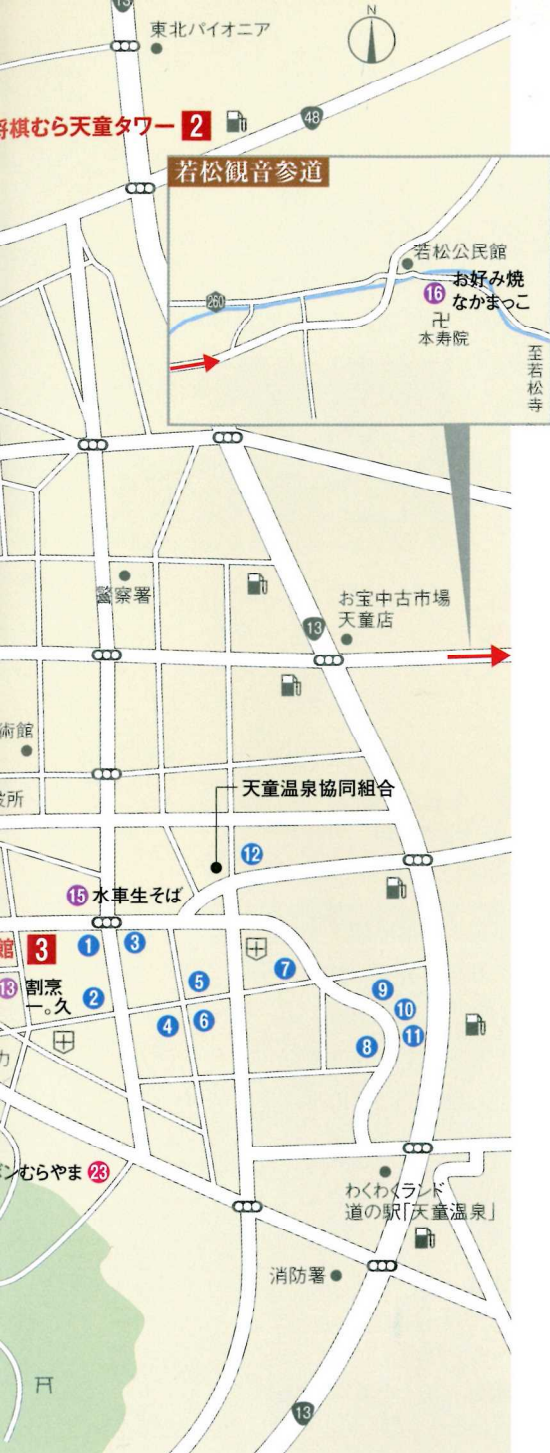 13
東北パイオニア
N
将棋むら天童タワー 2
48
若松観音参道
若松公民館
16 お好み焼
なかまっこ
260
本寿院
至若松寺
警察署
お宝中古市場
天童店
13
術館
役所
天童温泉協同組合
12
15 水車生そば
館 3
1
3
13 割烹
一。久
2
5
7
4
6
9
10
11
8
カ
ンむらやま 23
わくわくランド
道の駅「天童温泉」
消防署
13